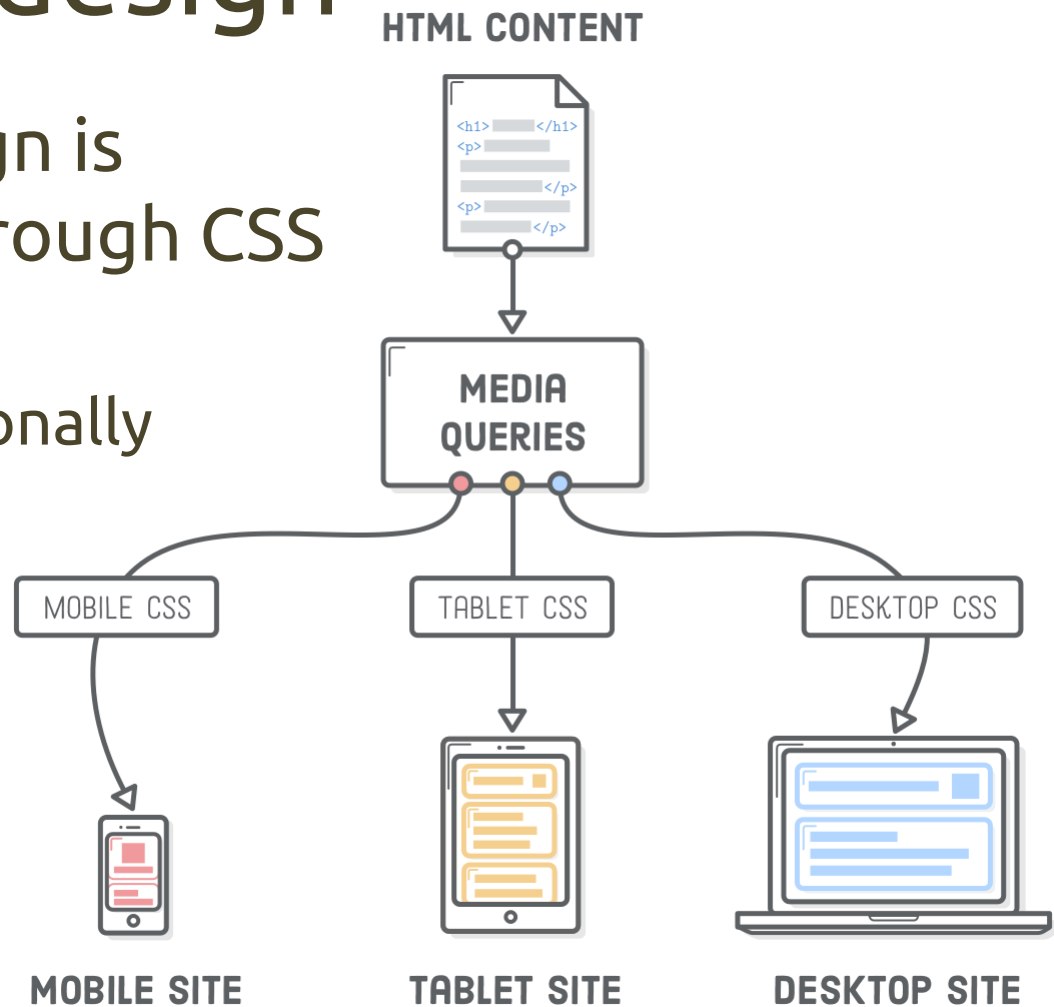 design
HTML CONTENT
<h1> </h1>
<p>
</p>
<p>
</p>
gn is
rough CSS
onally
MEDIA
QUERIES
MOBILE CSS
TABLET CSS
DESKTOP CSS
MOBILE SITE
TABLET SITE
DESKTOP SITE